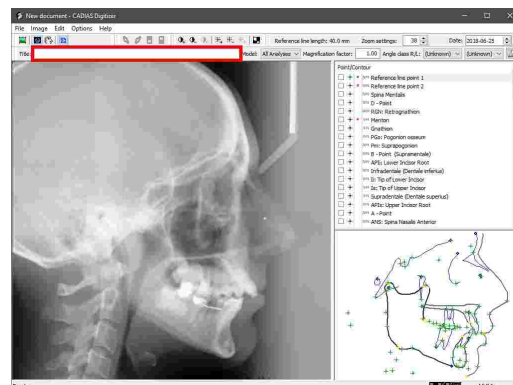 New document - CADIAS Digitizer
File Image Edit Options Help
Reference line length: 40.0 mm Zoom settings: 38 Date: 2018-06-25
Title: Model: All Analyses Magnification factor: 1.00 Angle class R/L: (Unknown) (Unknown)
Point/Contour
Reference line point 1
Reference line point 2
Spina Mentalis
D - Point
RGN: Retrognathion
Menton
Gnathion
PGo: Pogonion osseum
Pm: Suprapogonion
B - Point (Supramentale)
APIi: Lower Incisor Root
Infradentale (Dentale inferius)
Ii: Tip of Lower Incisor
Is: Tip of Upper Incisor
Supradentale (Dentale superius)
APIs: Upper Incisor Root
A - Point
ANS: Spina Nasalis Anterior